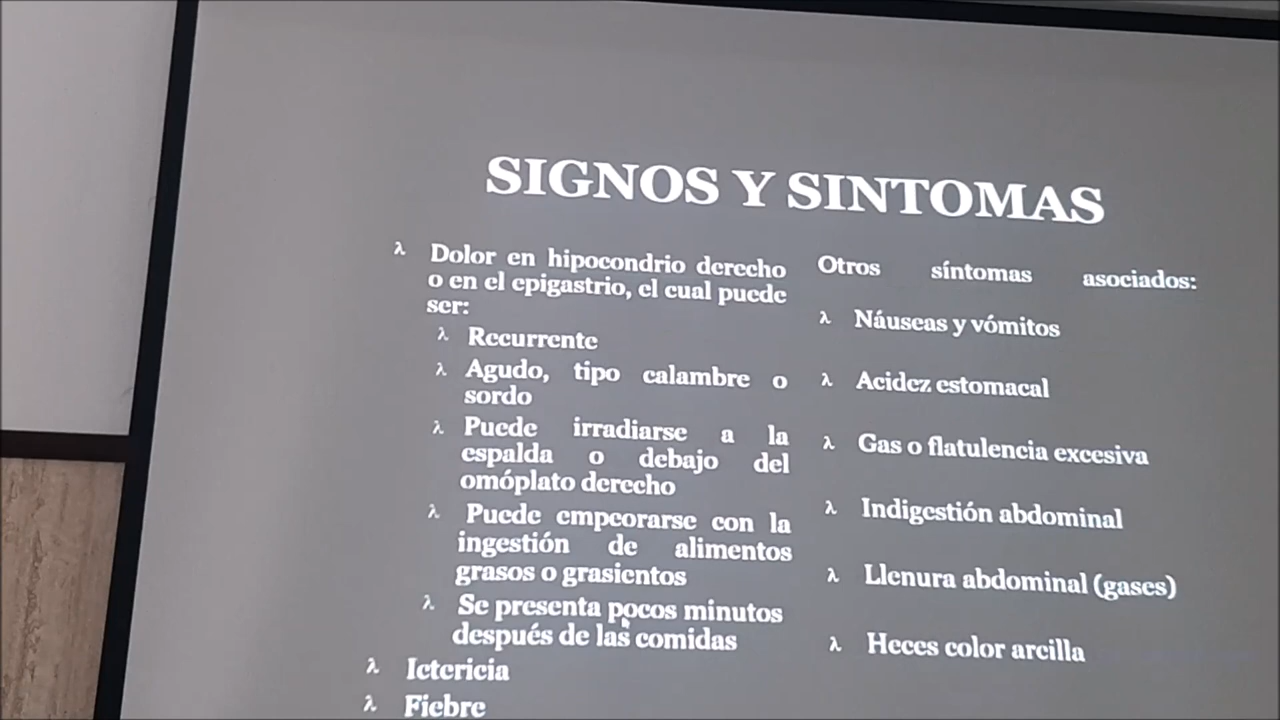 SIGNOS Y SINTOMAS
λ Dolor en hipocondrio derecho
o en el epigastrio, el cual puede
ser:
λ Recurrente
λ Agudo, tipo calambre o
sordo
λ Puede irradiarse a la
espalda o debajo del
omóplato derecho
λ Puede empeorarse con la
ingestión de alimentos
grasos o grasientos
λ Se presenta pocos minutos
después de las comidas
λ Ictericia
λ Fiebre
Otros síntomas asociados:
λ Náuseas y vómitos
λ Acidez estomacal
λ Gas o flatulencia excesiva
λ Indigestión abdominal
λ Llenura abdominal (gases)
λ Heces color arcilla